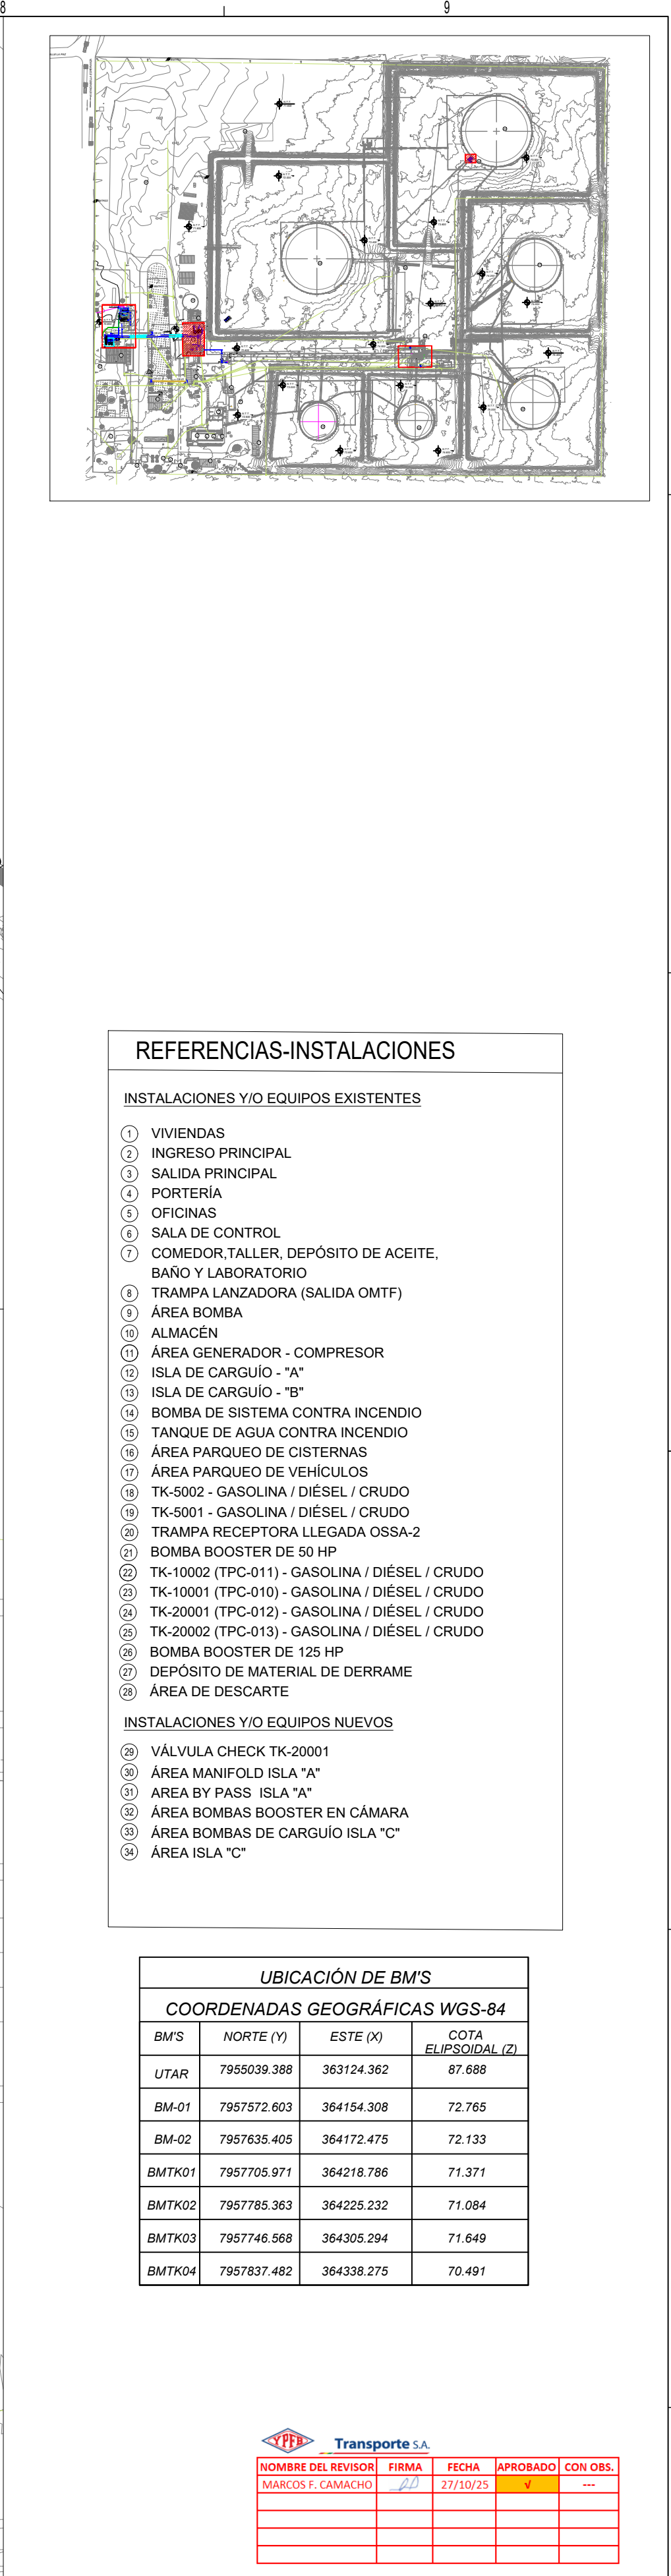 8
9
REFERENCIAS-INSTALACIONES
INSTALACIONES Y/O EQUIPOS EXISTENTES
1 VIVIENDAS
2 INGRESO PRINCIPAL
3 SALIDA PRINCIPAL
4 PORTERÍA
5 OFICINAS
6 SALA DE CONTROL
7 COMEDOR,TALLER, DEPÓSITO DE ACEITE,
BAÑO Y LABORATORIO
8 TRAMPA LANZADORA (SALIDA OMTF)
9 ÁREA BOMBA
10 ALMACÉN
11 ÁREA GENERADOR - COMPRESOR
12 ISLA DE CARGUÍO - "A"
13 ISLA DE CARGUÍO - "B"
14 BOMBA DE SISTEMA CONTRA INCENDIO
15 TANQUE DE AGUA CONTRA INCENDIO
16 ÁREA PARQUEO DE CISTERNAS
17 ÁREA PARQUEO DE VEHÍCULOS
18 TK-5002 - GASOLINA / DIÉSEL / CRUDO
19 TK-5001 - GASOLINA / DIÉSEL / CRUDO
20 TRAMPA RECEPTORA LLEGADA OSSA-2
21 BOMBA BOOSTER DE 50 HP
22 TK-10002 (TPC-011) - GASOLINA / DIÉSEL / CRUDO
23 TK-10001 (TPC-010) - GASOLINA / DIÉSEL / CRUDO
24 TK-20001 (TPC-012) - GASOLINA / DIÉSEL / CRUDO
25 TK-20002 (TPC-013) - GASOLINA / DIÉSEL / CRUDO
26 BOMBA BOOSTER DE 125 HP
27 DEPÓSITO DE MATERIAL DE DERRAME
28 ÁREA DE DESCARTE
INSTALACIONES Y/O EQUIPOS NUEVOS
29 VÁLVULA CHECK TK-20001
30 ÁREA MANIFOLD ISLA "A"
31 AREA BY PASS ISLA "A"
32 ÁREA BOMBAS BOOSTER EN CÁMARA
33 ÁREA BOMBAS DE CARGUÍO ISLA "C"
34 ÁREA ISLA "C"
UBICACIÓN DE BM'S
COORDENADAS GEOGRÁFICAS WGS-84
BM'S NORTE (Y) ESTE (X) COTA
ELIPSOIDAL (Z)
UTAR 7955039.388 363124.362 87.688
BM-01 7957572.603 364154.308 72.765
BM-02 7957635.405 364172.475 72.133
BMTK01 7957705.971 364218.786 71.371
BMTK02 7957785.363 364225.232 71.084
BMTK03 7957746.568 364305.294 71.649
BMTK04 7957837.482 364338.275 70.491
YPFB Transporte S.A.
NOMBRE DEL REVISOR FIRMA FECHA APROBADO CON OBS.
MARCOS F. CAMACHO 27/10/25 √ ---